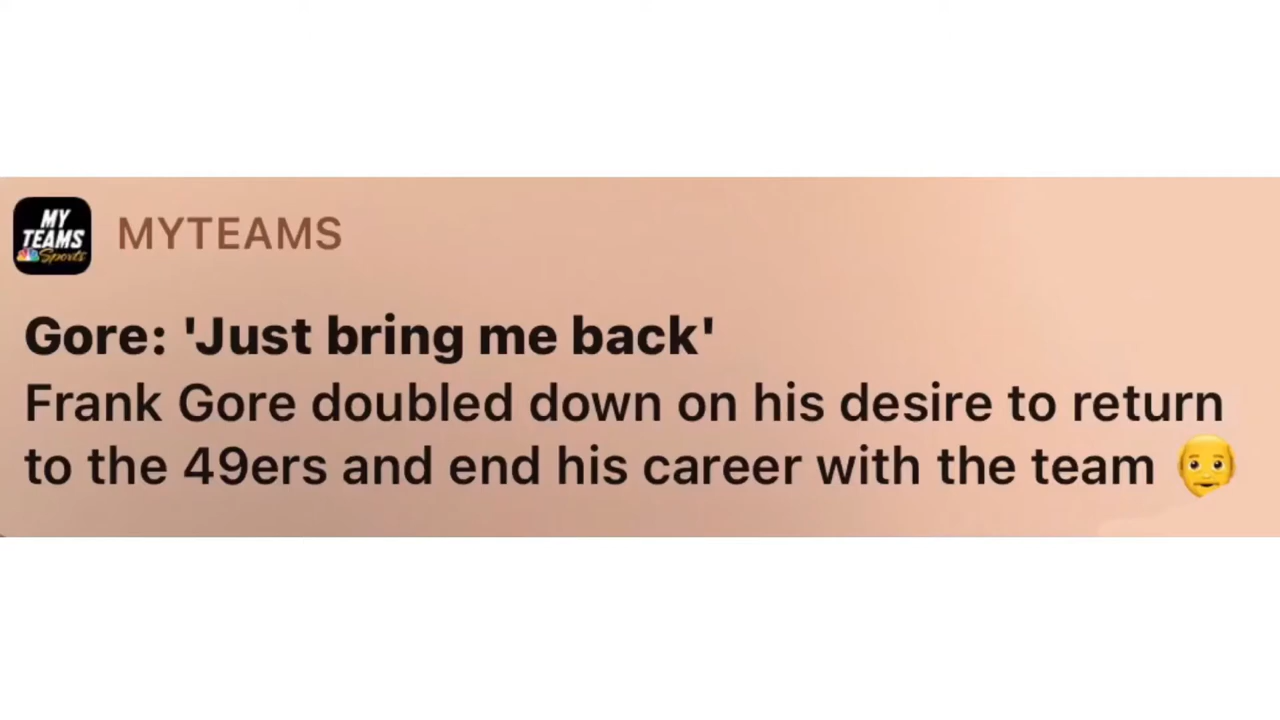 MY
TEAMS
Sports
MYTEAMS
Gore: 'Just bring me back'
Frank Gore doubled down on his desire to return
to the 49ers and end his career with the team 👴